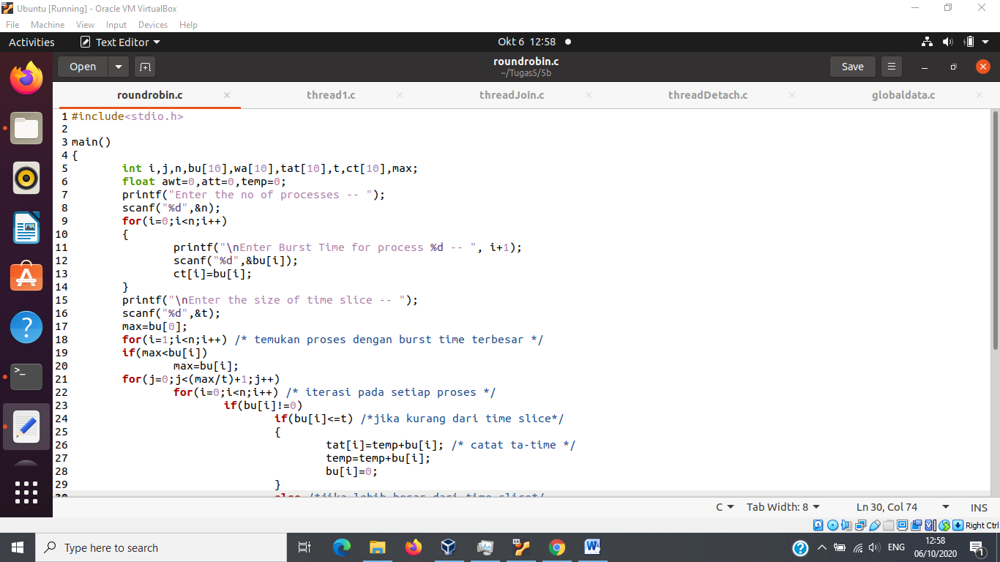 Ubuntu [Running] - Oracle VM VirtualBox
File Machine View Input Devices Help
Activities Text Editor Okt 6 12:58
Open roundrobin.c Save
~/Tugas5/5b
roundrobin.c thread1.c threadJoin.c threadDetach.c globaldata.c
1 #include<stdio.h>
2
3 main()
4 {
5 int i,j,n,bu[10],wa[10],tat[10],t,ct[10],max;
6 float awt=0,att=0,temp=0;
7 printf("Enter the no of processes -- ");
8 scanf("%d",&n);
9 for(i=0;i<n;i++)
10 {
11 printf("\nEnter Burst Time for process %d -- ", i+1);
12 scanf("%d",&bu[i]);
13 ct[i]=bu[i];
14 }
15 printf("\nEnter the size of time slice -- ");
16 scanf("%d",&t);
17 max=bu[0];
18 for(i=1;i<n;i++) /* temukan proses dengan burst time terbesar */
19 if(max<bu[i])
20 max=bu[i];
21 for(j=0;j<(max/t)+1;j++)
22 for(i=0;i<n;i++) /* iterasi pada setiap proses */
23 if(bu[i]!=0)
24 if(bu[i]<=t) /*jika kurang dari time slice*/
25 {
26 tat[i]=temp+bu[i]; /* catat ta-time */
27 temp=temp+bu[i];
28 bu[i]=0;
29 }
30 else /*jika lebih besar dari time slice*/
C Tab Width: 8 Ln 30, Col 74 INS
Right Ctrl
Type here to search ENG 12:58
06/10/2020
1